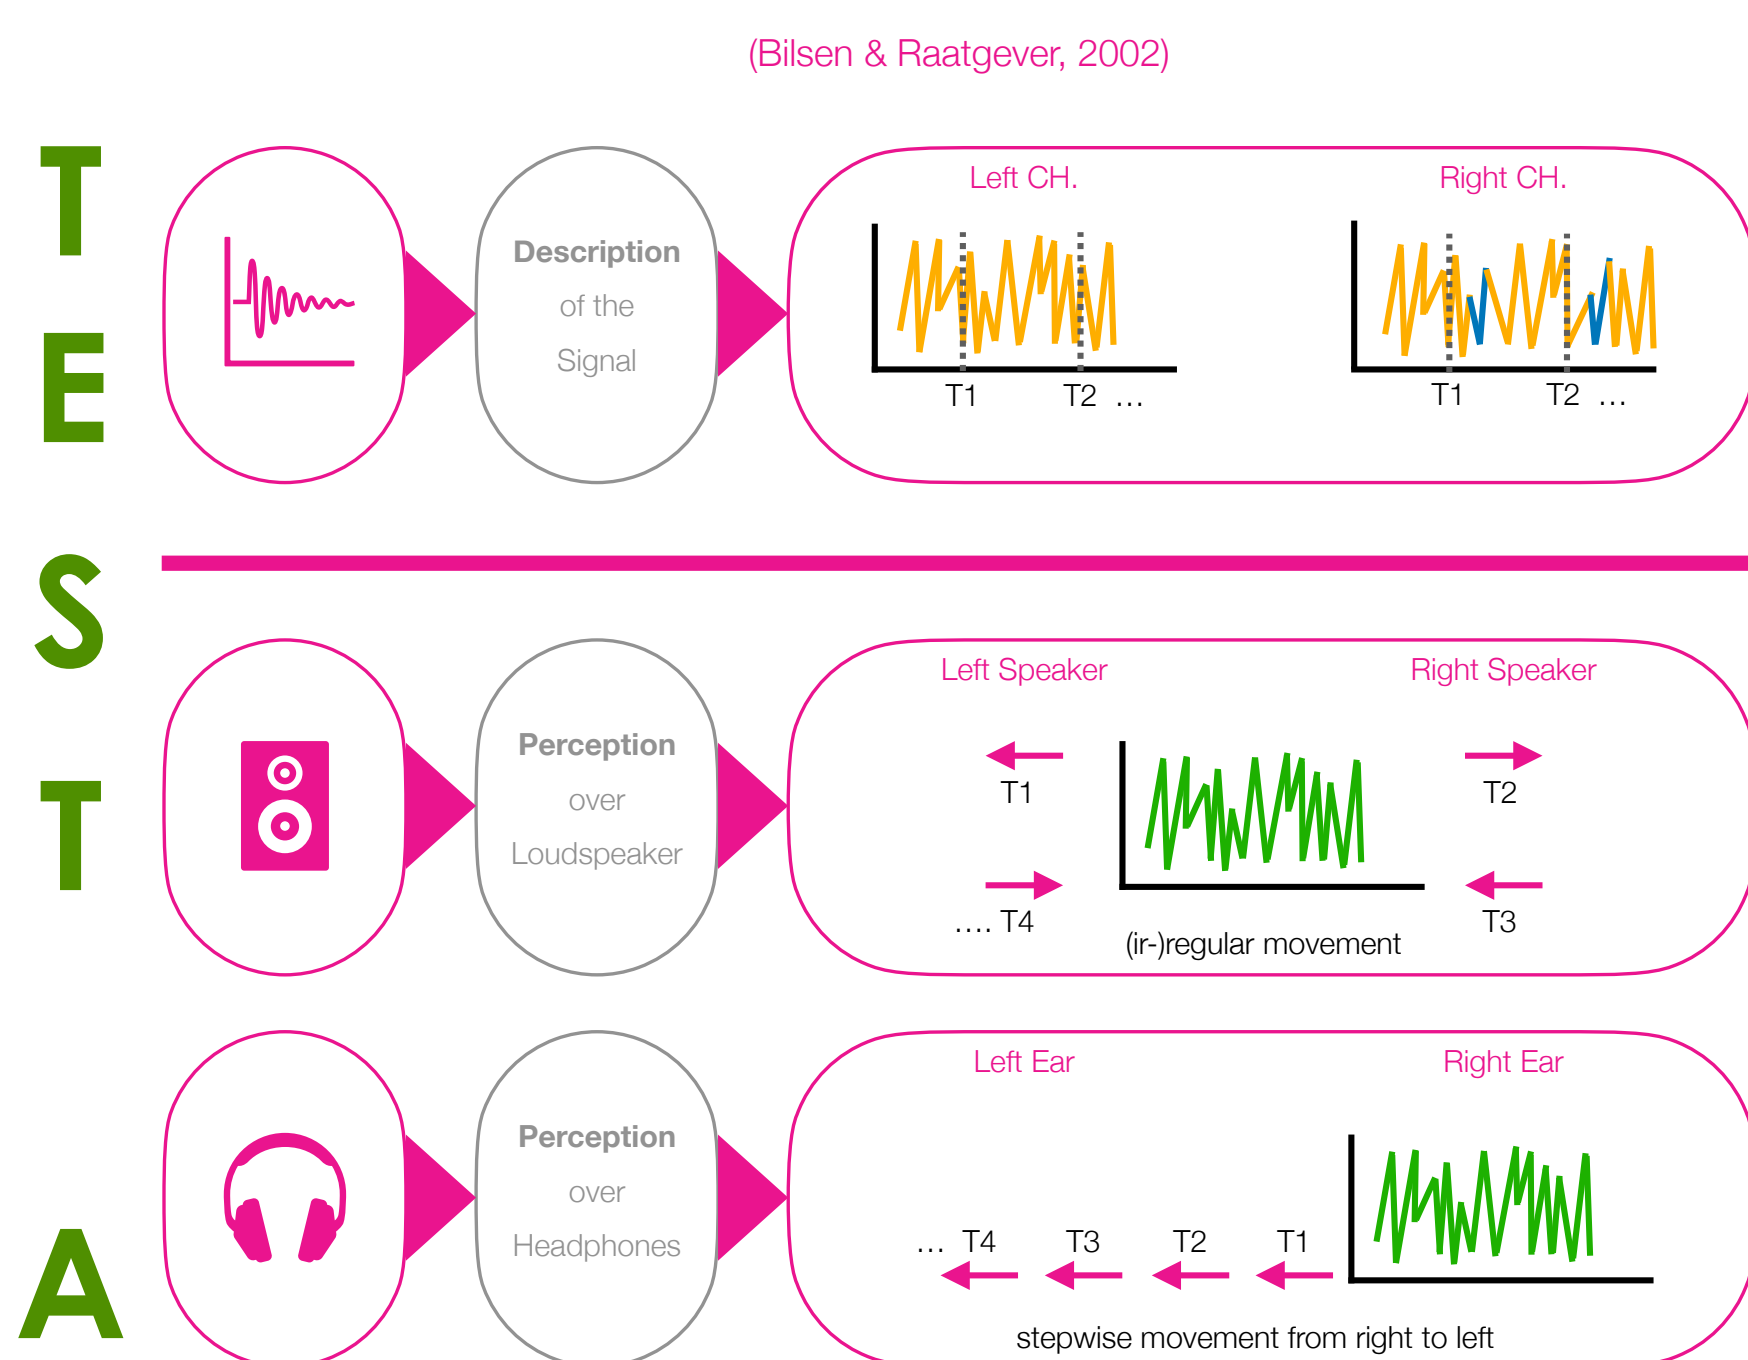 (Bilsen & Raatgever, 2002)
T
E
S
T
A
Description
of the
Signal
Left CH.
Right CH.
T1 T2 ...
T1 T2 ...
Perception
over
Loudspeaker
Left Speaker
Right Speaker
T1
T2
.... T4
T3
(ir-)regular movement
Perception
over
Headphones
Left Ear
Right Ear
... T4 T3 T2 T1
stepwise movement from right to left